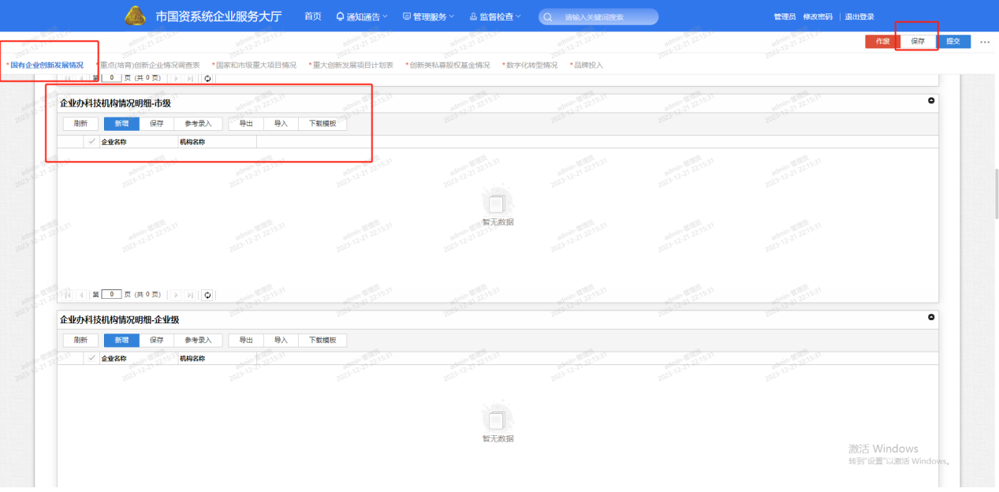 市国资系统企业服务大厅 首页 通知通告 管理服务 监督检查 请输入关键词搜索 管理员 修改密码 退出登录
作废 保存 提交
*国有企业创新发展情况 *重点(培育)创新企业情况调查表 *国家和市级重大项目情况 *重大创新发展项目计划表 *创新类私募股权基金情况 *数字化转型情况 *品牌投入
第 0 页 (共 0 页)
企业办科技机构情况明细-市级
刷新 新增 保存 参考录入 导出 导入 下载模板
企业名称 机构名称
暂无数据
第 0 页 (共 0 页)
企业办科技机构情况明细-企业级
刷新 新增 保存 参考录入 导出 导入 下载模板
企业名称 机构名称
暂无数据
激活 Windows
转到"设置"以激活 Windows。
admin-管理员
2023-12-21 22:15:31